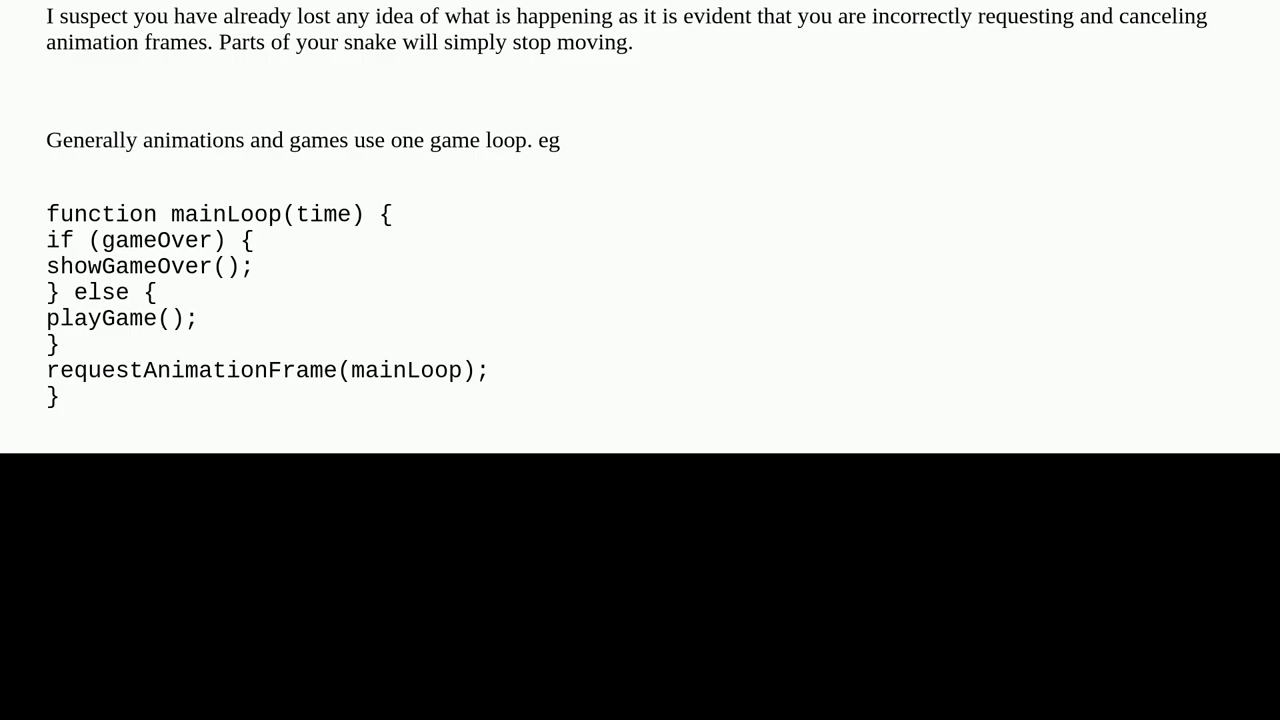 I suspect you have already lost any idea of what is happening as it is evident that you are incorrectly requesting and canceling
animation frames. Parts of your snake will simply stop moving.
Generally animations and games use one game loop. eg
function mainLoop(time) {
if (gameOver) {
showGameOver();
} else {
playGame();
}
requestAnimationFrame(mainLoop);
}